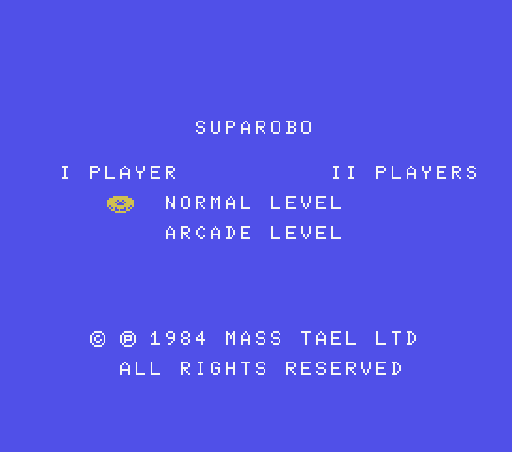 SUPAROBO
I PLAYER II PLAYERS
NORMAL LEVEL
ARCADE LEVEL
© ® 1984 MASS TAEL LTD
ALL RIGHTS RESERVED